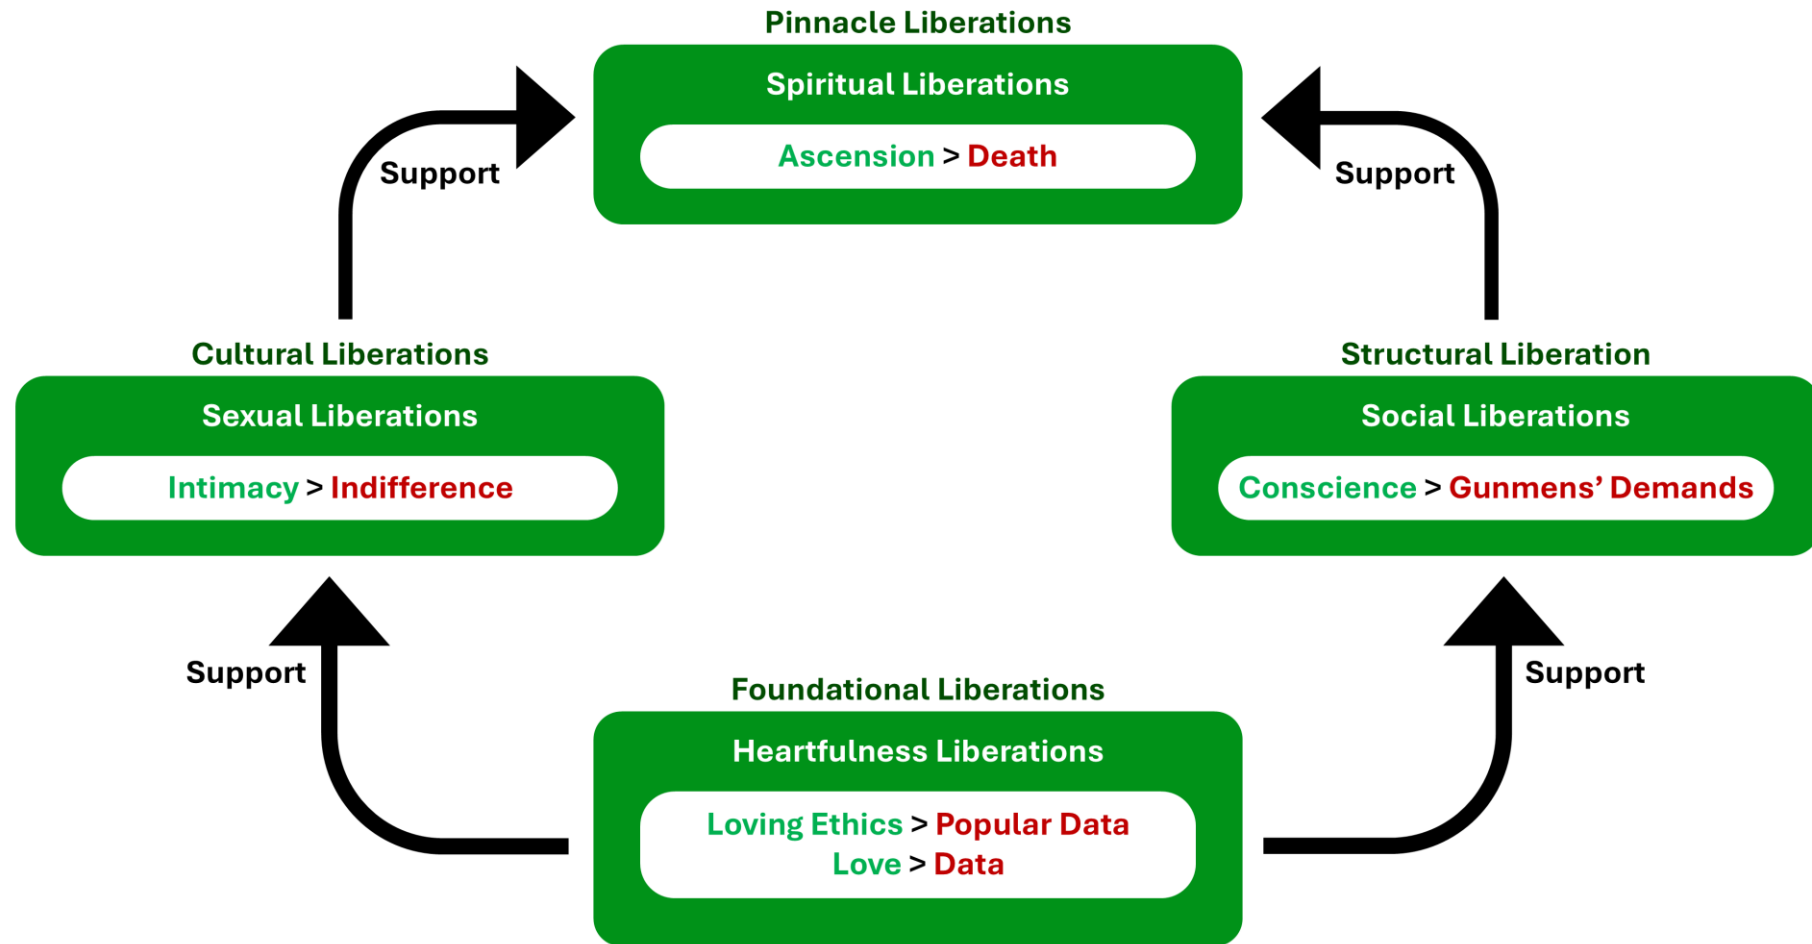 Pinnacle Liberations
Spiritual Liberations
Ascension > Death
Support
Support
Cultural Liberations
Sexual Liberations
Intimacy > Indifference
Structural Liberation
Social Liberations
Conscience > Gunmens’ Demands
Support
Support
Foundational Liberations
Heartfulness Liberations
Loving Ethics > Popular Data
Love > Data